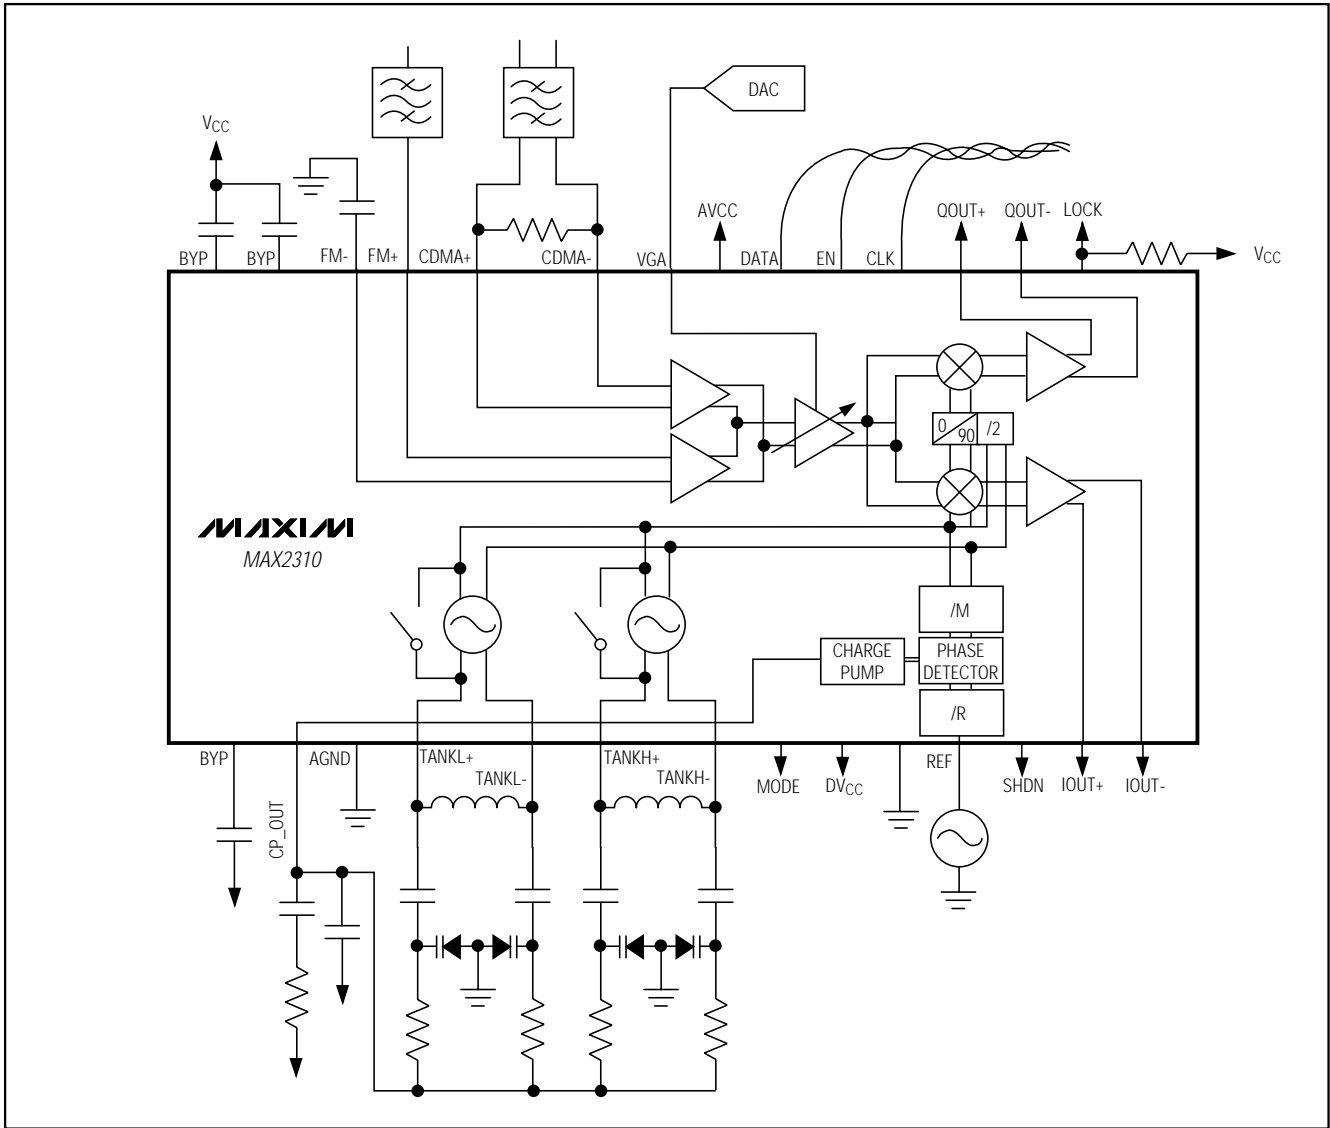 DAC
VCC
AVCC
QOUT+
QOUT-
LOCK
BYP
BYP
FM-
FM+
CDMA+
CDMA-
VGA
DATA
EN
CLK
VCC
0
90
/2
MAXIM
MAX2310
/M
CHARGE
PUMP
PHASE
DETECTOR
/R
BYP
AGND
TANKL+
TANKL-
TANKH+
TANKH-
MODE
DVCC
REF
SHDN
IOUT+
IOUT-
CP_OUT